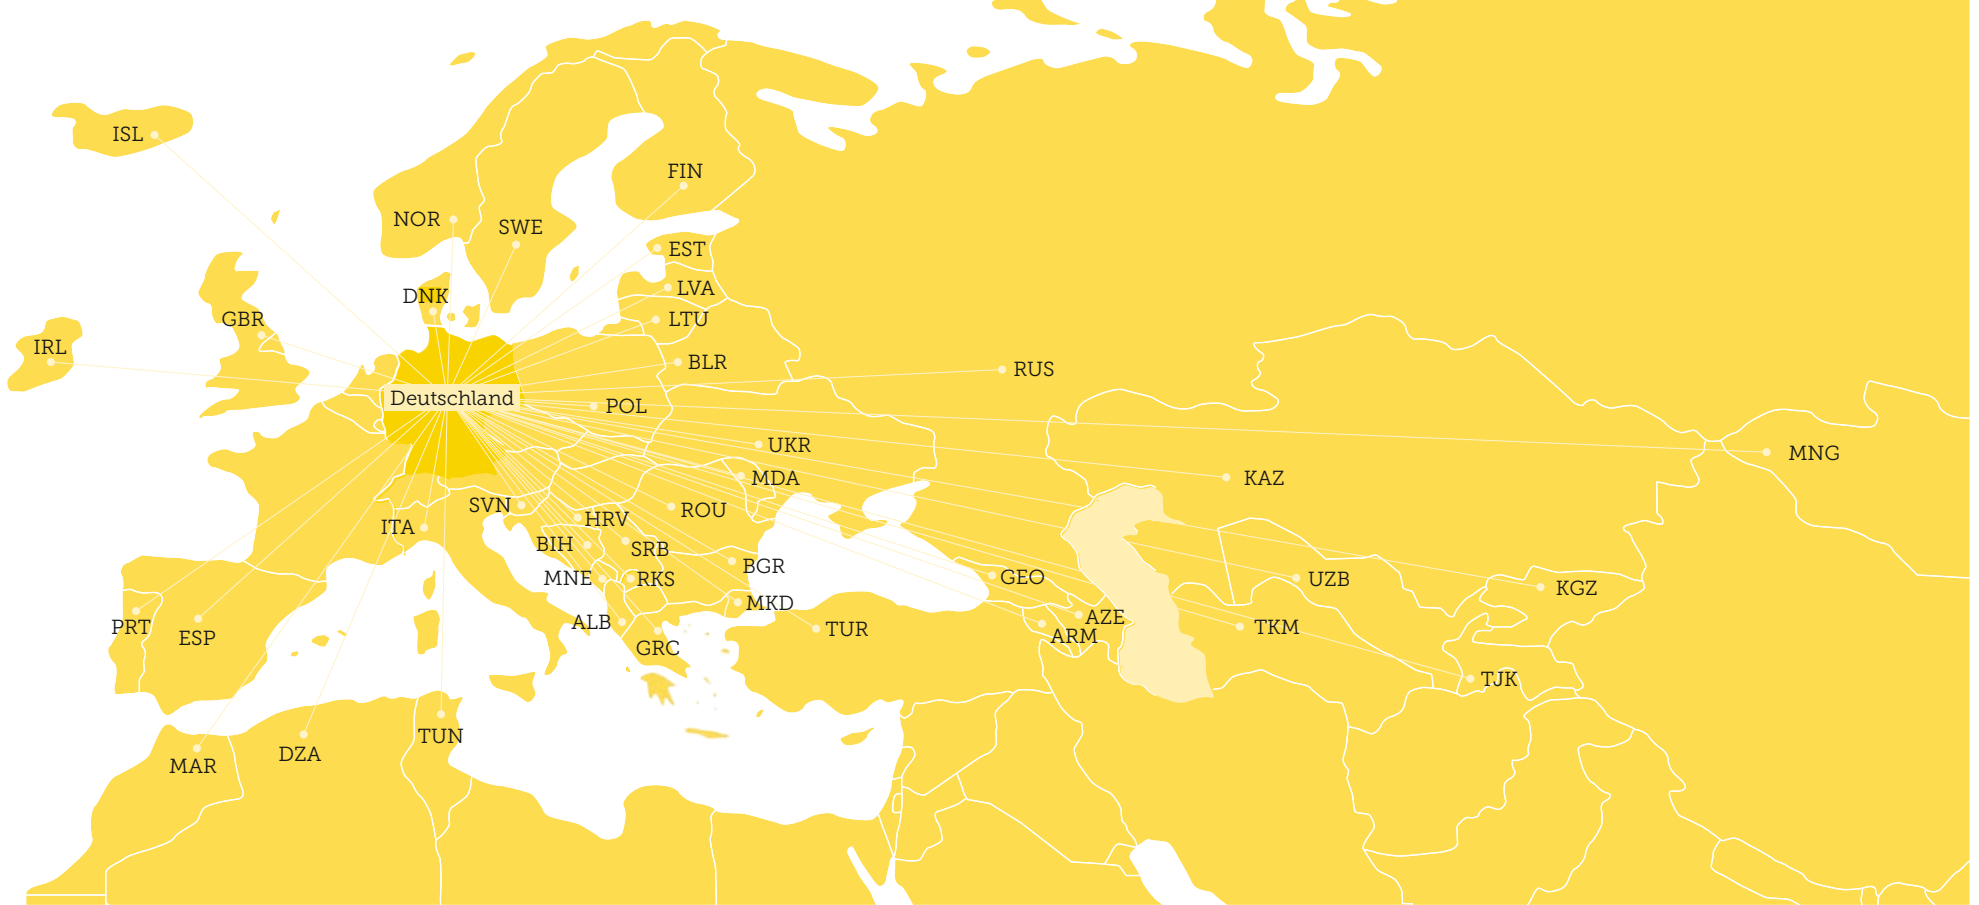 ISL
FIN
NOR
SWE
EST
DNK
LVA
GBR
LTU
IRL
BLR
RUS
Deutschland
POL
UKR
MNG
MDA
KAZ
SVN
ROU
HRV
ITA
BIH
SRB
BGR
MNE
RKS
GEO
UZB
KGZ
MKD
ALB
AZE
PRT
ESP
TUR
ARM
TKM
GRC
TJK
TUN
DZA
MAR